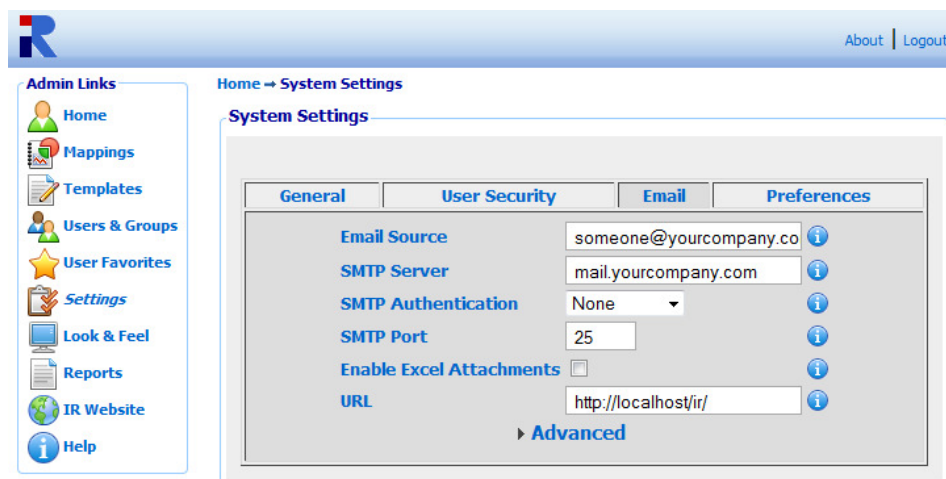 iR
About | Logout
Admin Links
Home
Mappings
Templates
Users & Groups
User Favorites
Settings
Look & Feel
Reports
IR Website
Help
Home → System Settings
System Settings
General User Security Email Preferences
Email Source someone@yourcompany.co
SMTP Server mail.yourcompany.com
SMTP Authentication None
SMTP Port 25
Enable Excel Attachments
URL http://localhost/ir/
Advanced